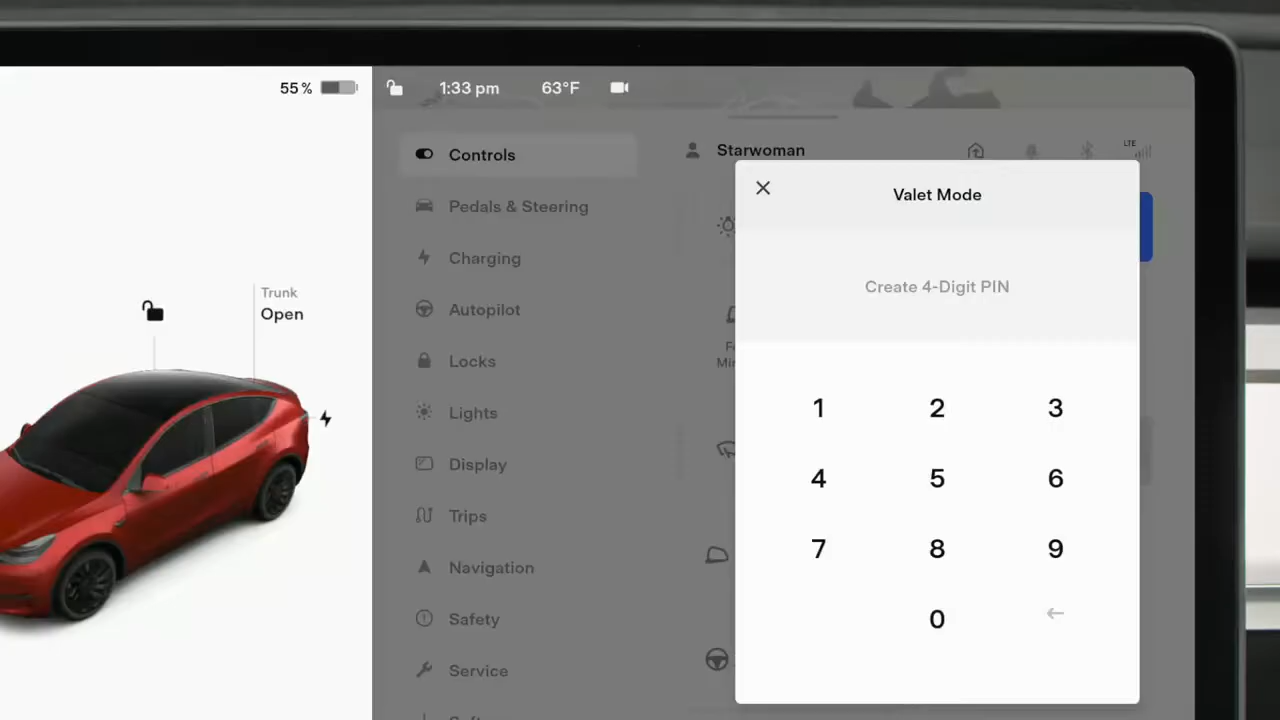 55 %
1:33 pm
63°F
Trunk
Open
Controls
Pedals & Steering
Charging
Autopilot
Locks
Lights
Display
Trips
Navigation
Safety
Service
Starwoman
LTE
Valet Mode
Create 4-Digit PIN
1 2 3
4 5 6
7 8 9
0